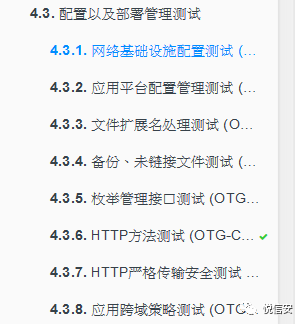 4.3. 配置以及部署管理测试
4.3.1. 网络基础设施配置测试 (...
4.3.2. 应用平台配置管理测试 (...
4.3.3. 文件扩展名处理测试 (O...
4.3.4. 备份、未链接文件测试 (...
4.3.5. 枚举管理接口测试 (OTG...
4.3.6. HTTP方法测试 (OTG-C...
4.3.7. HTTP严格传输安全测试 ...
4.3.8. 应用跨域策略测试 (OTG...
悦信安